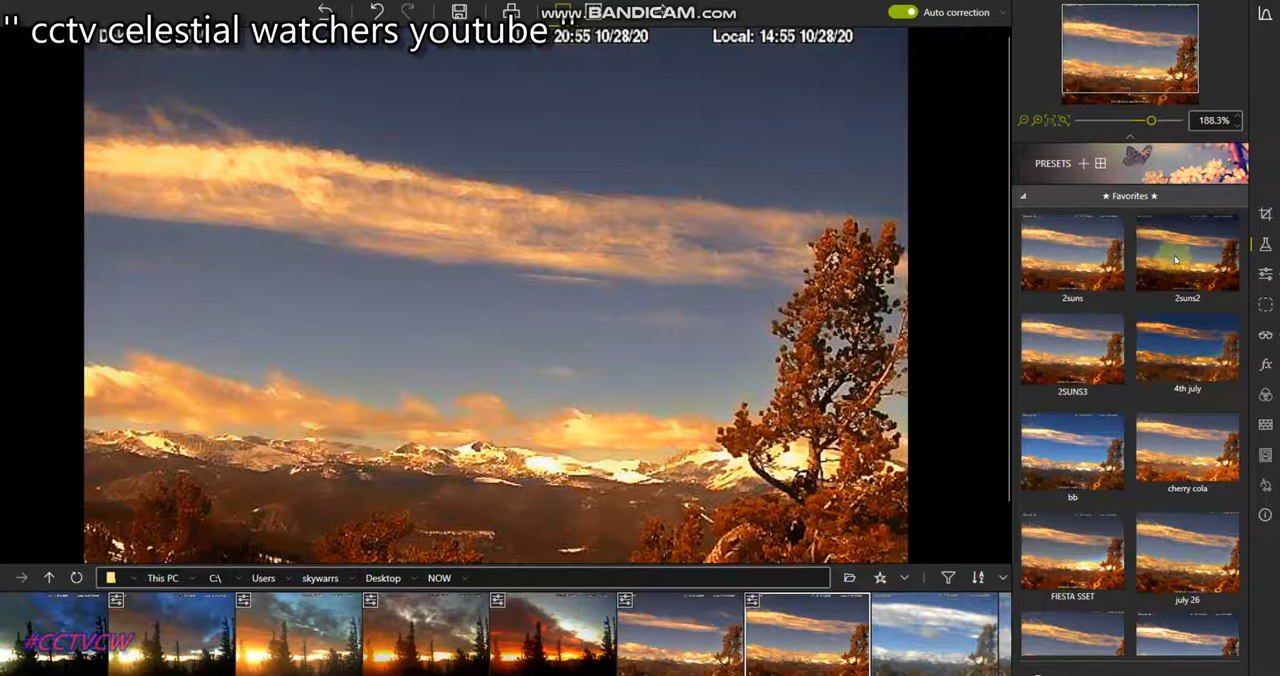 www.BANDICAM.com
Auto correction
" cctv celestial watchers youtube "
20:55 10/28/20
Local: 14:55 10/28/20
188.3%
PRESETS
★ Favorites ★
2suns
2suns2
2SUNS3
4th july
bb
cherry cola
FIESTA SSET
july 26
This PC
C:\
Users
skywarrs
Desktop
NOW
#CCTVCW